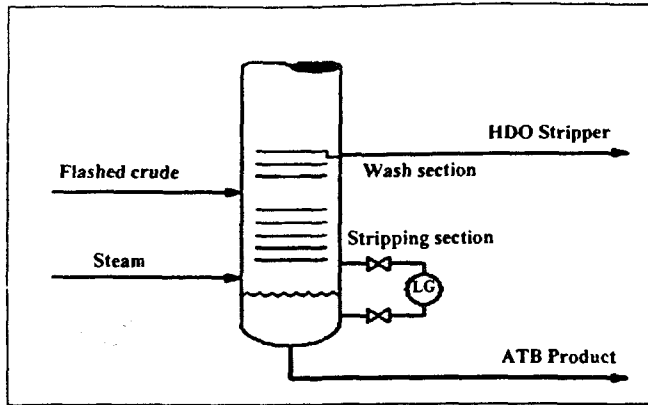 HDO Stripper
Flashed crude
Wash section
Stripping section
Steam
LG
ATB Product